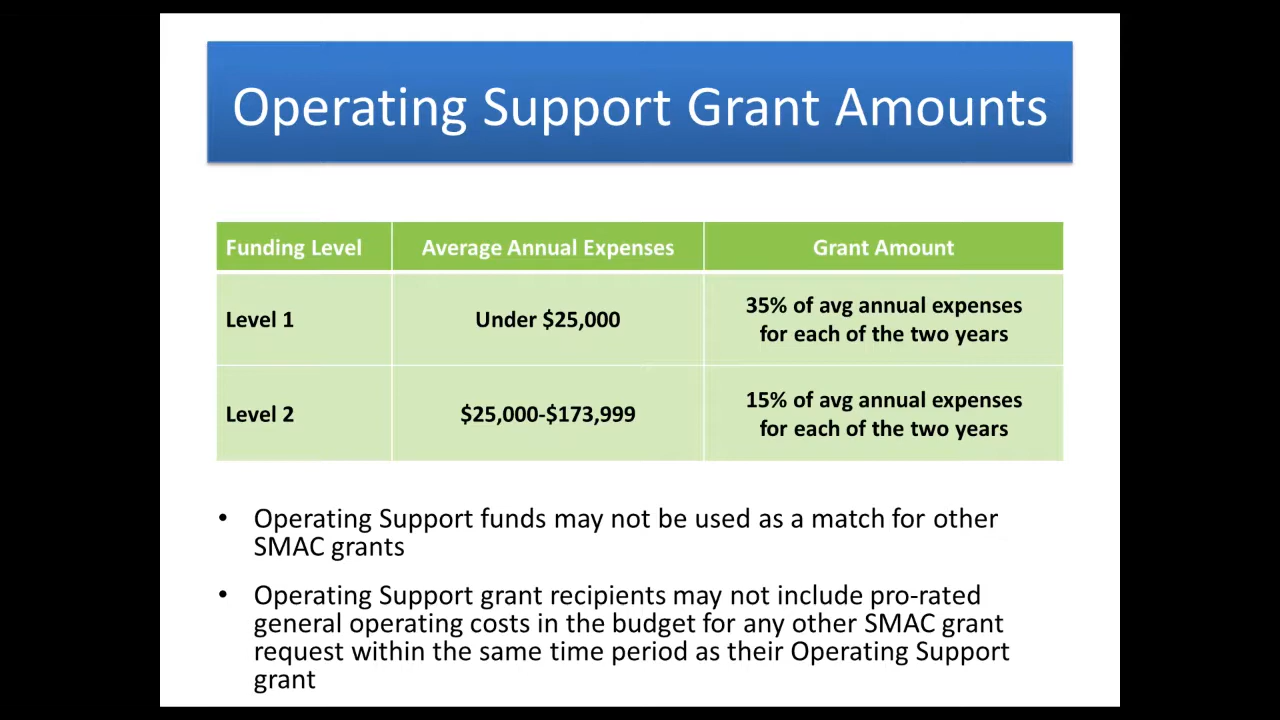 Operating Support Grant Amounts
Funding Level Average Annual Expenses Grant Amount
Level 1 Under $25,000 35% of avg annual expenses
for each of the two years
Level 2 $25,000-$173,999 15% of avg annual expenses
for each of the two years
• Operating Support funds may not be used as a match for other
SMAC grants
• Operating Support grant recipients may not include pro-rated
general operating costs in the budget for any other SMAC grant
request within the same time period as their Operating Support
grant